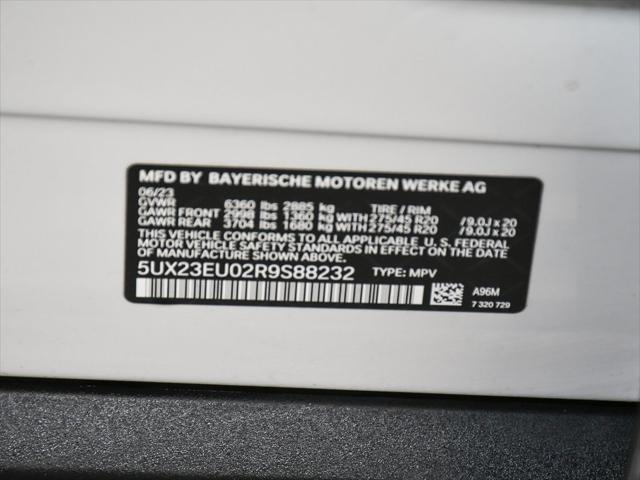 MFD BY BAYERISCHE MOTOREN WERKE AG
06/23
GVWR 6360 lbs 2885 kg TIRE / RIM
GAWR FRONT 2998 lbs 1360 kg WITH 275/45 R20 /9.0J x 20
GAWR REAR 3704 lbs 1680 kg WITH 275/45 R20 /9.0J x 20
THIS VEHICLE CONFORMS TO ALL APPLICABLE, U.S. FEDERAL
MOTOR VEHICLE SAFETY STANDARDS IN EFFECT ON THE DATE
OF MANUFACTURE SHOWN ABOVE.
5UX23EU02R9S88232 TYPE: MPV
A96M
7 320 729